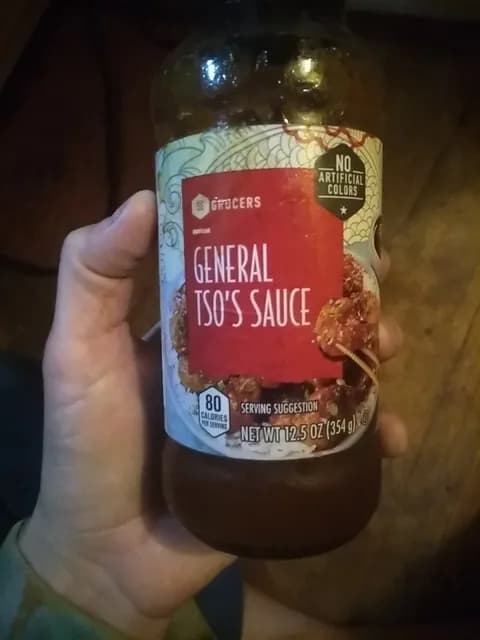 NO
ARTIFICIAL
COLORS
GROCERS
GENERAL
TSO'S SAUCE
80
CALORIES
PER SERVING
SERVING SUGGESTION
NET WT 12.5 OZ (354 g)